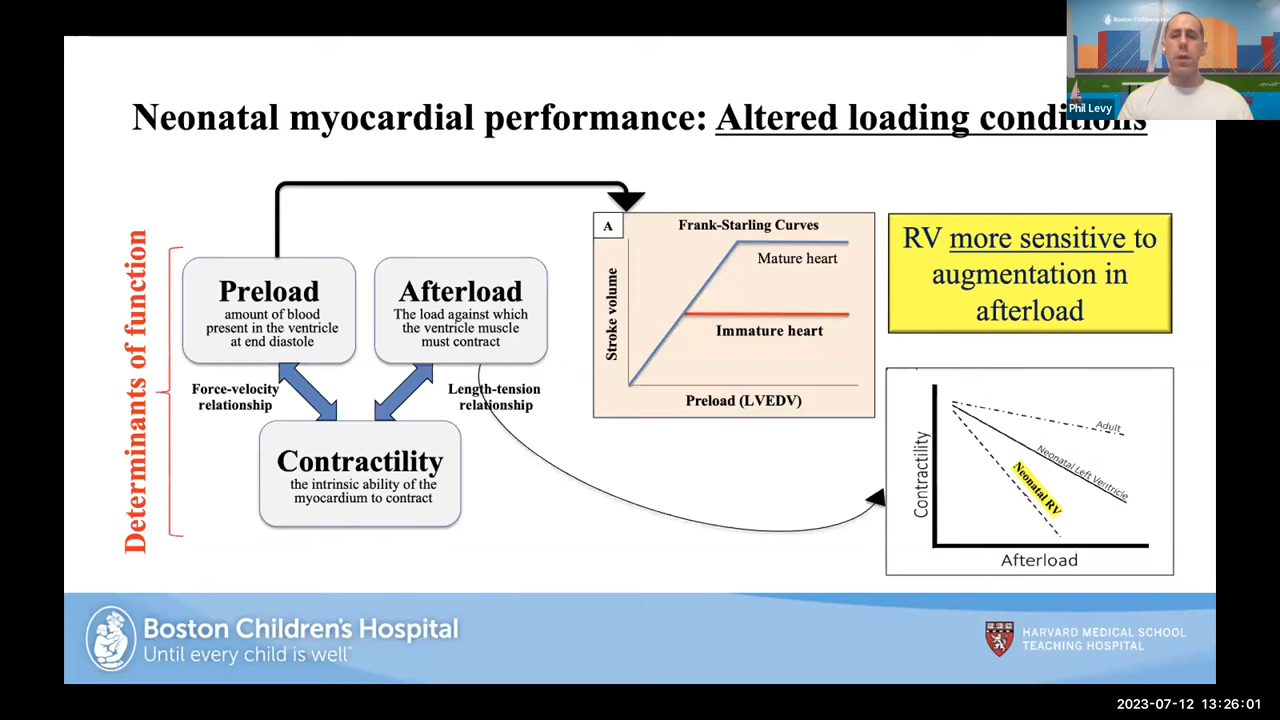 Boston Children's
Phil Levy
Neonatal myocardial performance: Altered loading conditions
Determinants of function
Preload
amount of blood
present in the ventricle
at end diastole
Afterload
The load against which
the ventricle muscle
must contract
Force-velocity
relationship
Length-tension
relationship
Contractility
the intrinsic ability of the
myocardium to contract
A
Frank-Starling Curves
Mature heart
Immature heart
Stroke volume
Preload (LVEDV)
RV more sensitive to
augmentation in
afterload
Contractility
Adult
Neonatal Left Ventricle
Neonatal RV
Afterload
Boston Children's Hospital
Until every child is well™
HARVARD MEDICAL SCHOOL
TEACHING HOSPITAL
2023-07-12 13:26:01